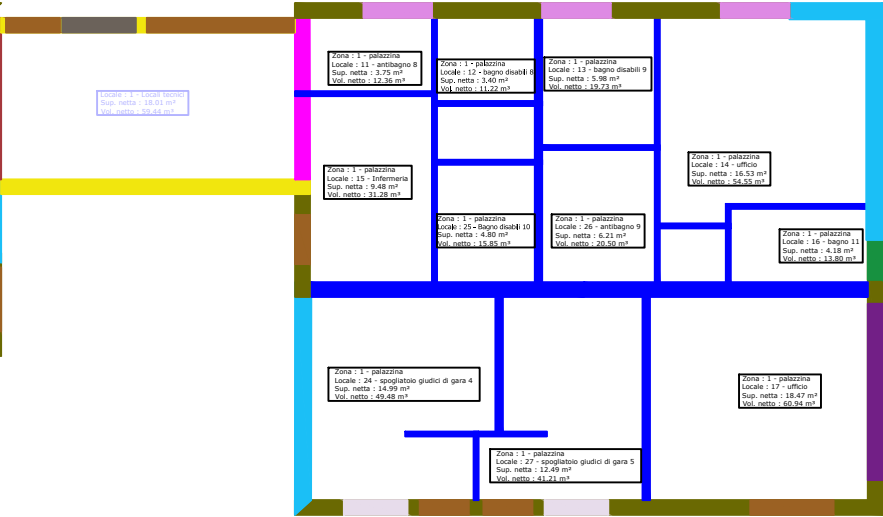 Zona : 1 - palazzina
Locale : 11 - antibagno 8
Sup. netta : 3.75 m²
Vol. netto : 12.36 m³
Zona : 1 - palazzina
Locale : 12 - bagno disabili 8
Sup. netta : 3.40 m²
Vol. netto : 11.22 m³
Zona : 1 - palazzina
Locale : 13 - bagno disabili 9
Sup. netta : 5.98 m²
Vol. netto : 19.73 m³
Locale : 1 - Locali tecnici
Sup. netta : 18.01 m²
Vol. netto : 59.44 m³
Zona : 1 - palazzina
Locale : 14 - ufficio
Sup. netta : 16.53 m²
Vol. netto : 54.55 m³
Zona : 1 - palazzina
Locale : 15 - Infermeria
Sup. netta : 9.48 m²
Vol. netto : 31.28 m³
Zona : 1 - palazzina
Locale : 25 - Bagno disabili 10
Sup. netta : 4.80 m²
Vol. netto : 15.85 m³
Zona : 1 - palazzina
Locale : 26 - antibagno 9
Sup. netta : 6.21 m²
Vol. netto : 20.50 m³
Zona : 1 - palazzina
Locale : 16 - bagno 11
Sup. netta : 4.18 m²
Vol. netto : 13.80 m³
Zona : 1 - palazzina
Locale : 24 - spogliatoio giudici di gara 4
Sup. netta : 14.99 m²
Vol. netto : 49.48 m³
Zona : 1 - palazzina
Locale : 17 - ufficio
Sup. netta : 18.47 m²
Vol. netto : 60.94 m³
Zona : 1 - palazzina
Locale : 27 - spogliatoio giudici di gara 5
Sup. netta : 12.49 m²
Vol. netto : 41.21 m³